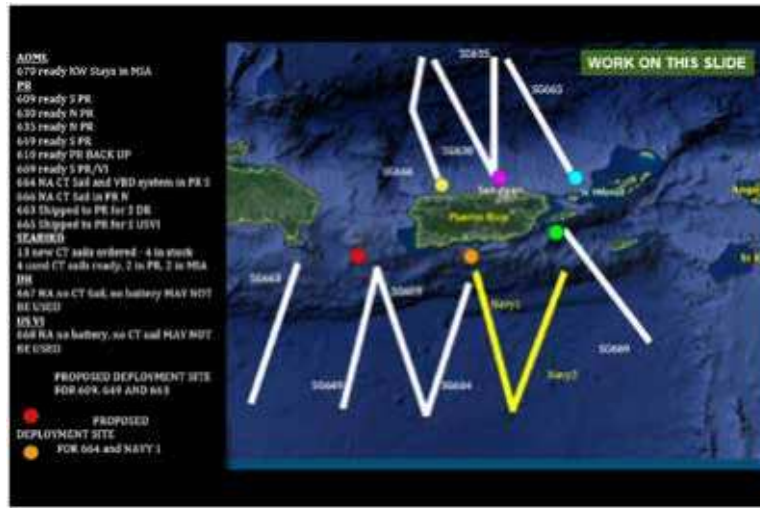 AOML
670 ready KW Stays in MIA
PR
609 ready S PR
630 ready N PR
635 ready N PR
649 ready S PR
610 ready PR BACK UP
669 ready S PR/VI
664 NA CT Sail and VBD system in PR S
666 NA CT Sail in PR N
663 Shipped to PR for S DR
665 Shipped to PR for S USVI
SEABIRD
13 new CT sails ordered - 4 in stock
4 used CT sails ready, 2 in PR, 2 in MIA
DR
667 NA no CT Sail, no battery MAY NOT
BE USED
US VI
668 NA no battery, no CT sail MAY NOT
BE USED
PROPOSED DEPLOYMENT SITE
FOR 609, 649 AND 663
PROPOSED
DEPLOYMENT SITE
FOR 664 and NAVY 1
WORK ON THIS SLIDE
SG635
SG665
SG630
SG666
San Juan
Puerto Rico
SG663
SG609
SG649
SG664
Navy1
Navy2
SG669